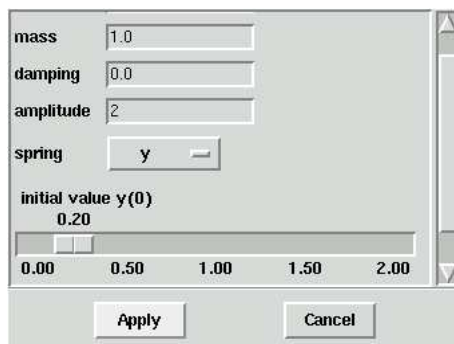 mass 1.0
damping 0.0
amplitude 2
spring y
initial value y(0)
0.20
0.00 0.50 1.00 1.50 2.00
Apply Cancel